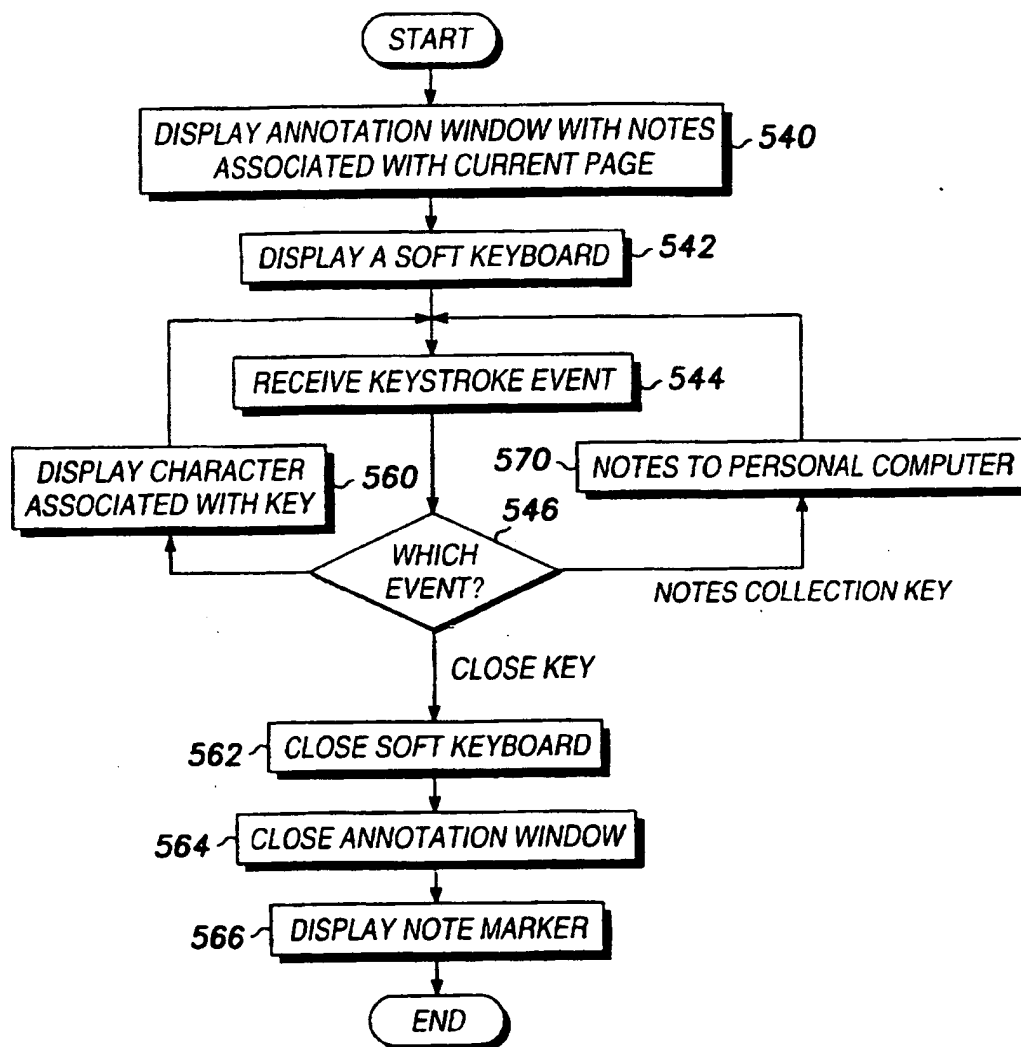 START
DISPLAY ANNOTATION WINDOW WITH NOTES
ASSOCIATED WITH CURRENT PAGE
540
DISPLAY A SOFT KEYBOARD
542
RECEIVE KEYSTROKE EVENT
544
DISPLAY CHARACTER
ASSOCIATED WITH KEY
560
570
NOTES TO PERSONAL COMPUTER
546
WHICH
EVENT?
NOTES COLLECTION KEY
CLOSE KEY
562
CLOSE SOFT KEYBOARD
564
CLOSE ANNOTATION WINDOW
566
DISPLAY NOTE MARKER
END